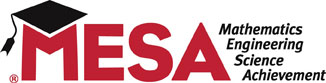 MESA
Mathematics
Engineering
Science
Achievement
®